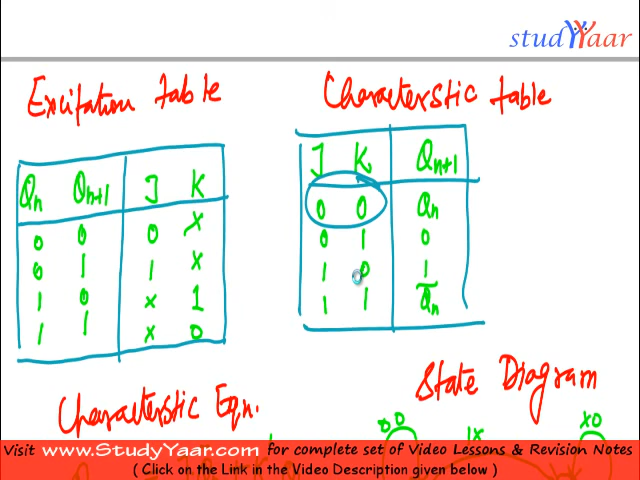 studYYaar
Excitation table
Characterstic table
Qn Qn+1 J K
0 0 0 x
0 1 1 x
1 0 x 1
1 1 x 0
J K Qn+1
0 0 Qn
0 1 0
1 0 1
1 1 Q̅n
State Diagram
Characterstic Eqn.
00 1x x0
Visit www.StudyYaar.com for complete set of Video Lessons & Revision Notes
( Click on the Link in the Video Description given below )